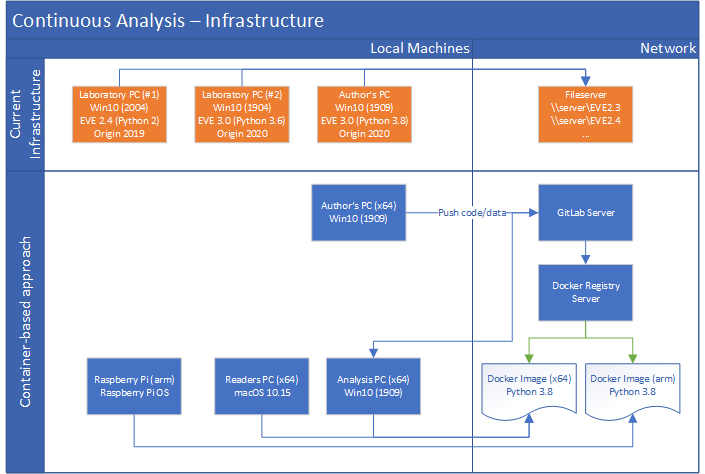 Continuous Analysis – Infrastructure
Local Machines
Network
Current
Infrastructure
Laboratory PC (#1)
Win10 (2004)
EVE 2.4 (Python 2)
Origin 2019
Laboratory PC (#2)
Win10 (1904)
EVE 3.0 (Python 3.6)
Origin 2020
Author's PC
Win10 (1909)
EVE 3.0 (Python 3.8)
Origin 2020
Fileserver
\\server\EVE2.3
\\server\EVE2.4
...
Container-based approach
Author's PC (x64)
Win10 (1909)
Push code/data
GitLab Server
Docker Registry
Server
Raspberry Pi (arm)
Raspberry Pi OS
Readers PC (x64)
macOS 10.15
Analysis PC (x64)
Win10 (1909)
Docker Image (x64)
Python 3.8
Docker Image (arm)
Python 3.8